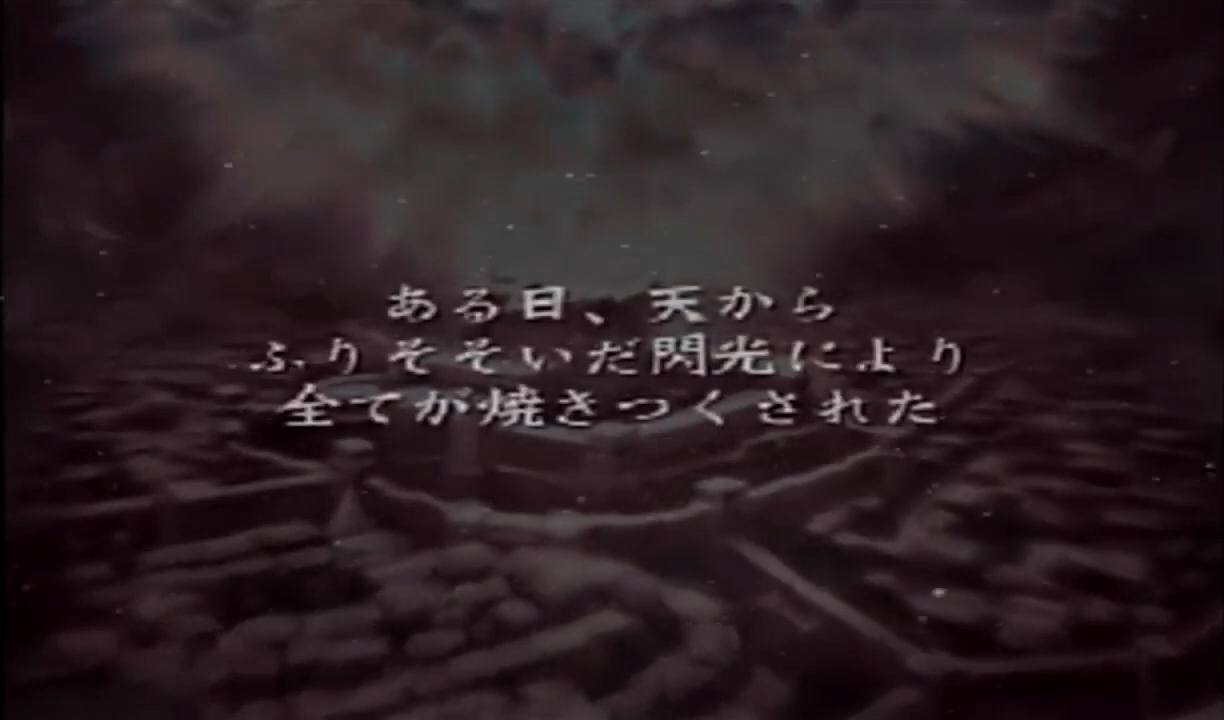 ある日、天から
ふりそそいだ閃光により
全てが焼きつくされた